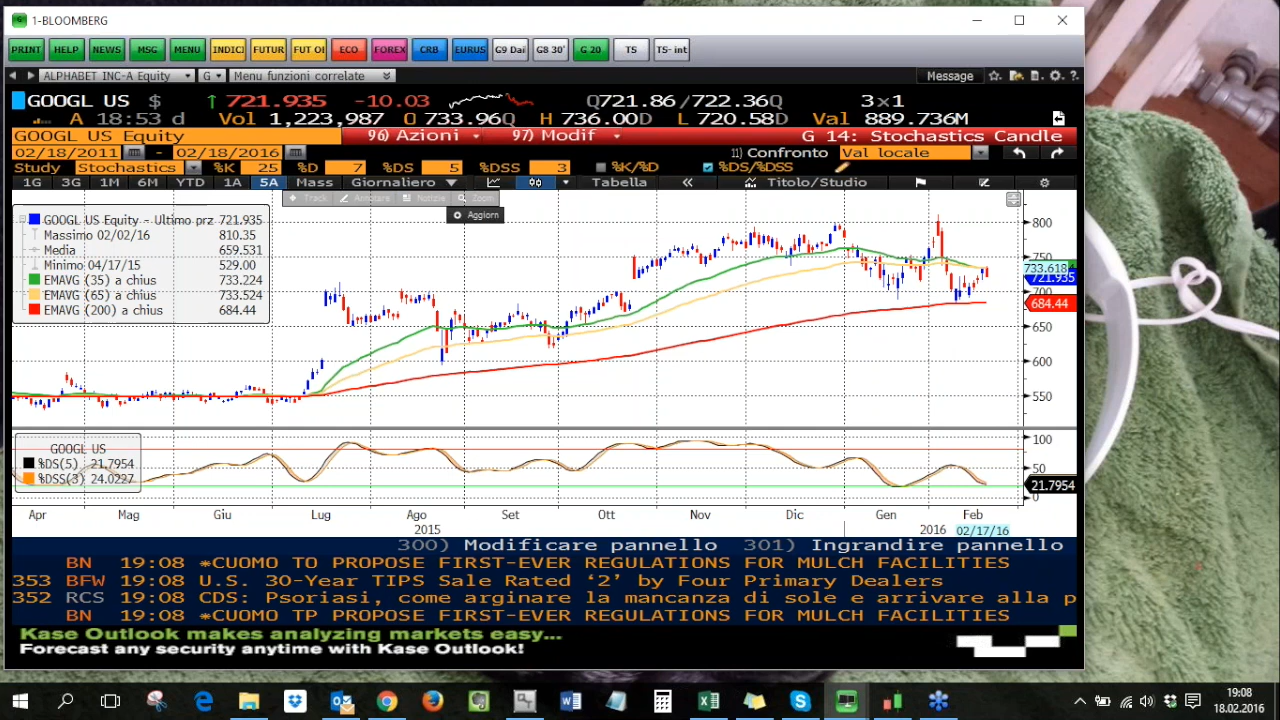 1-BLOOMBERG
PRINT HELP NEWS MSG MENU INDICI FUTUR FUT OI ECO FOREX CRB EURUS G9 Dai G8 30' G 20 TS TS- int
ALPHABET INC-A Equity G Menu funzioni correlate Message
GOOGL US $ ↑ 721.935 -10.03 Q721.86/722.36Q 3×1
A 18:53 d Vol 1,223,987 O 733.96Q H 736.00D L 720.58D Val 889.736M
GOOGL US Equity 96) Azioni 97) Modif G 14: Stochastics Candle
02/18/2011 - 02/18/2016 11) Confronto Val locale
Study Stochastics %K 25 %D 7 %DS 5 %DSS 3 %K/%D %DS/%DSS
1G 3G 1M 6M YTD 1A 5A Mass Giornaliero Tabella « Titolo/Studio
Track Annotare Notizie Zoom
Aggiorn
GOOGL US Equity - Ultimo prz 721.935
Massimo 02/02/16 810.35
Media 659.531
Minimo 04/17/15 529.00
EMAVG (35) a chius 733.224
EMAVG (65) a chius 733.524
EMAVG (200) a chius 684.44
800
750
733.618
721.935
700
684.44
650
600
550
GOOGL US
%DS(5) 21.7954
%DSS(3) 24.0227
100
50
21.7954
0
Apr Mag Giu Lug Ago Set Ott Nov Dic Gen Feb
2015 2016 02/17/16
300) Modificare pannello 301) Ingrandire pannello
BN 19:08 *CUOMO TO PROPOSE FIRST-EVER REGULATIONS FOR MULCH FACILITIES
353 BFW 19:08 U.S. 30-Year TIPS Sale Rated ‘2’ by Four Primary Dealers
352 RCS 19:08 CDS: Psoriasi, come arginare la mancanza di sole e arrivare alla p
BN 19:08 *CUOMO TP PROPOSE FIRST-EVER REGULATIONS FOR MULCH FACILITIES
Kase Outlook makes analyzing markets easy...
Forecast any security anytime with Kase Outlook!
19:08
18.02.2016